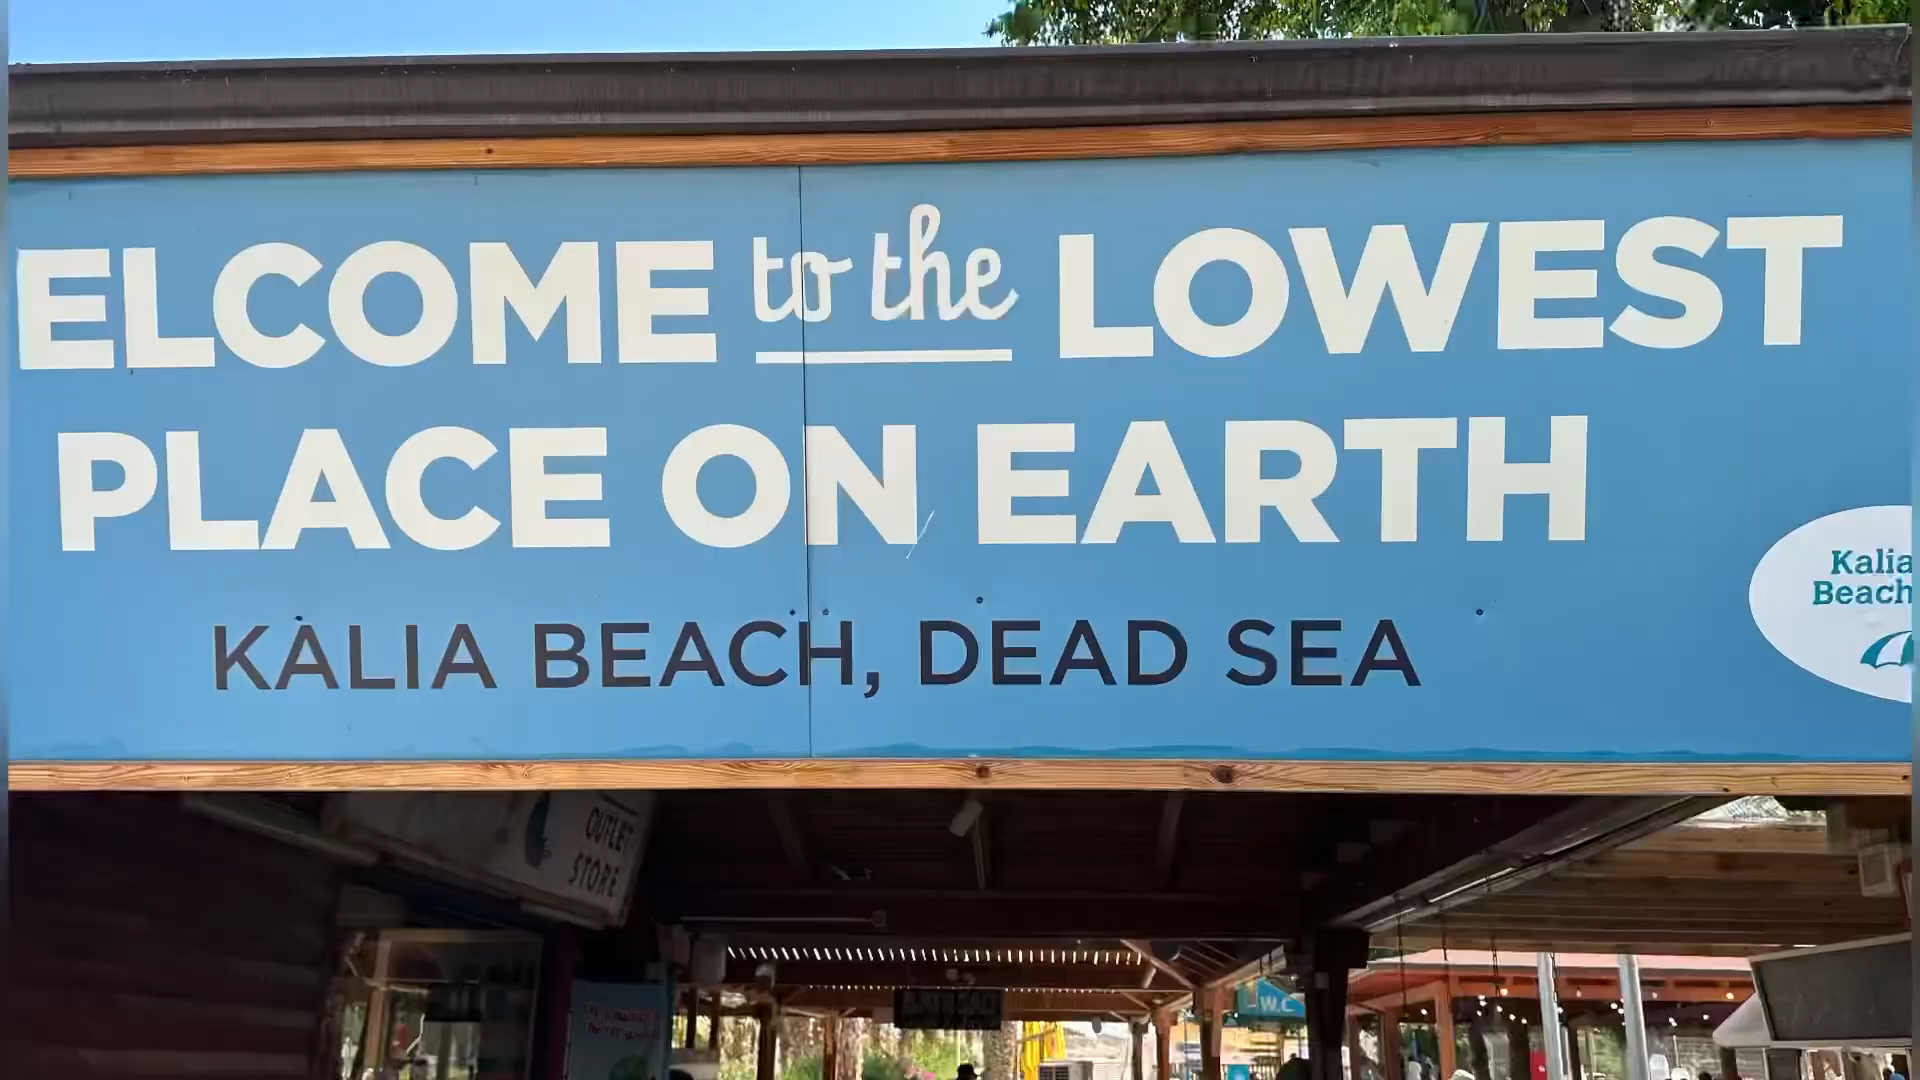 ELCOME to the LOWEST
PLACE ON EARTH
Kalia
Beach
KALIA BEACH, DEAD SEA
OUTLET
STORE
W.C